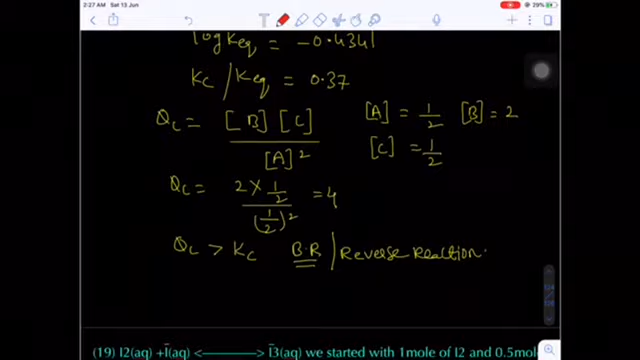 2:27 AM Sat 13 Jun
29%
log Keq = -0.4341
Kc / Keq = 0.37
Qc = [B] [C] / [A]² [A] = 1/2 [B] = 2
[C] = 1/2
Qc = 2 × 1/2 / (1/2)² = 4
Qc > Kc B.R / Reverse Reaction.
(19) I2(aq) +Ī(aq) <————> Ī3(aq) we started with 1mole of I2 and 0.5mol